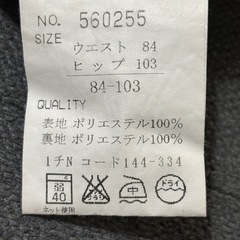 NO. 560255
SIZE
ウエスト 84
ヒップ 103
84-103
QUALITY
表地 ポリエステル100%
裏地 ポリエステル100%
1チN コード144-334
弱
40
ドライ
ネット使用